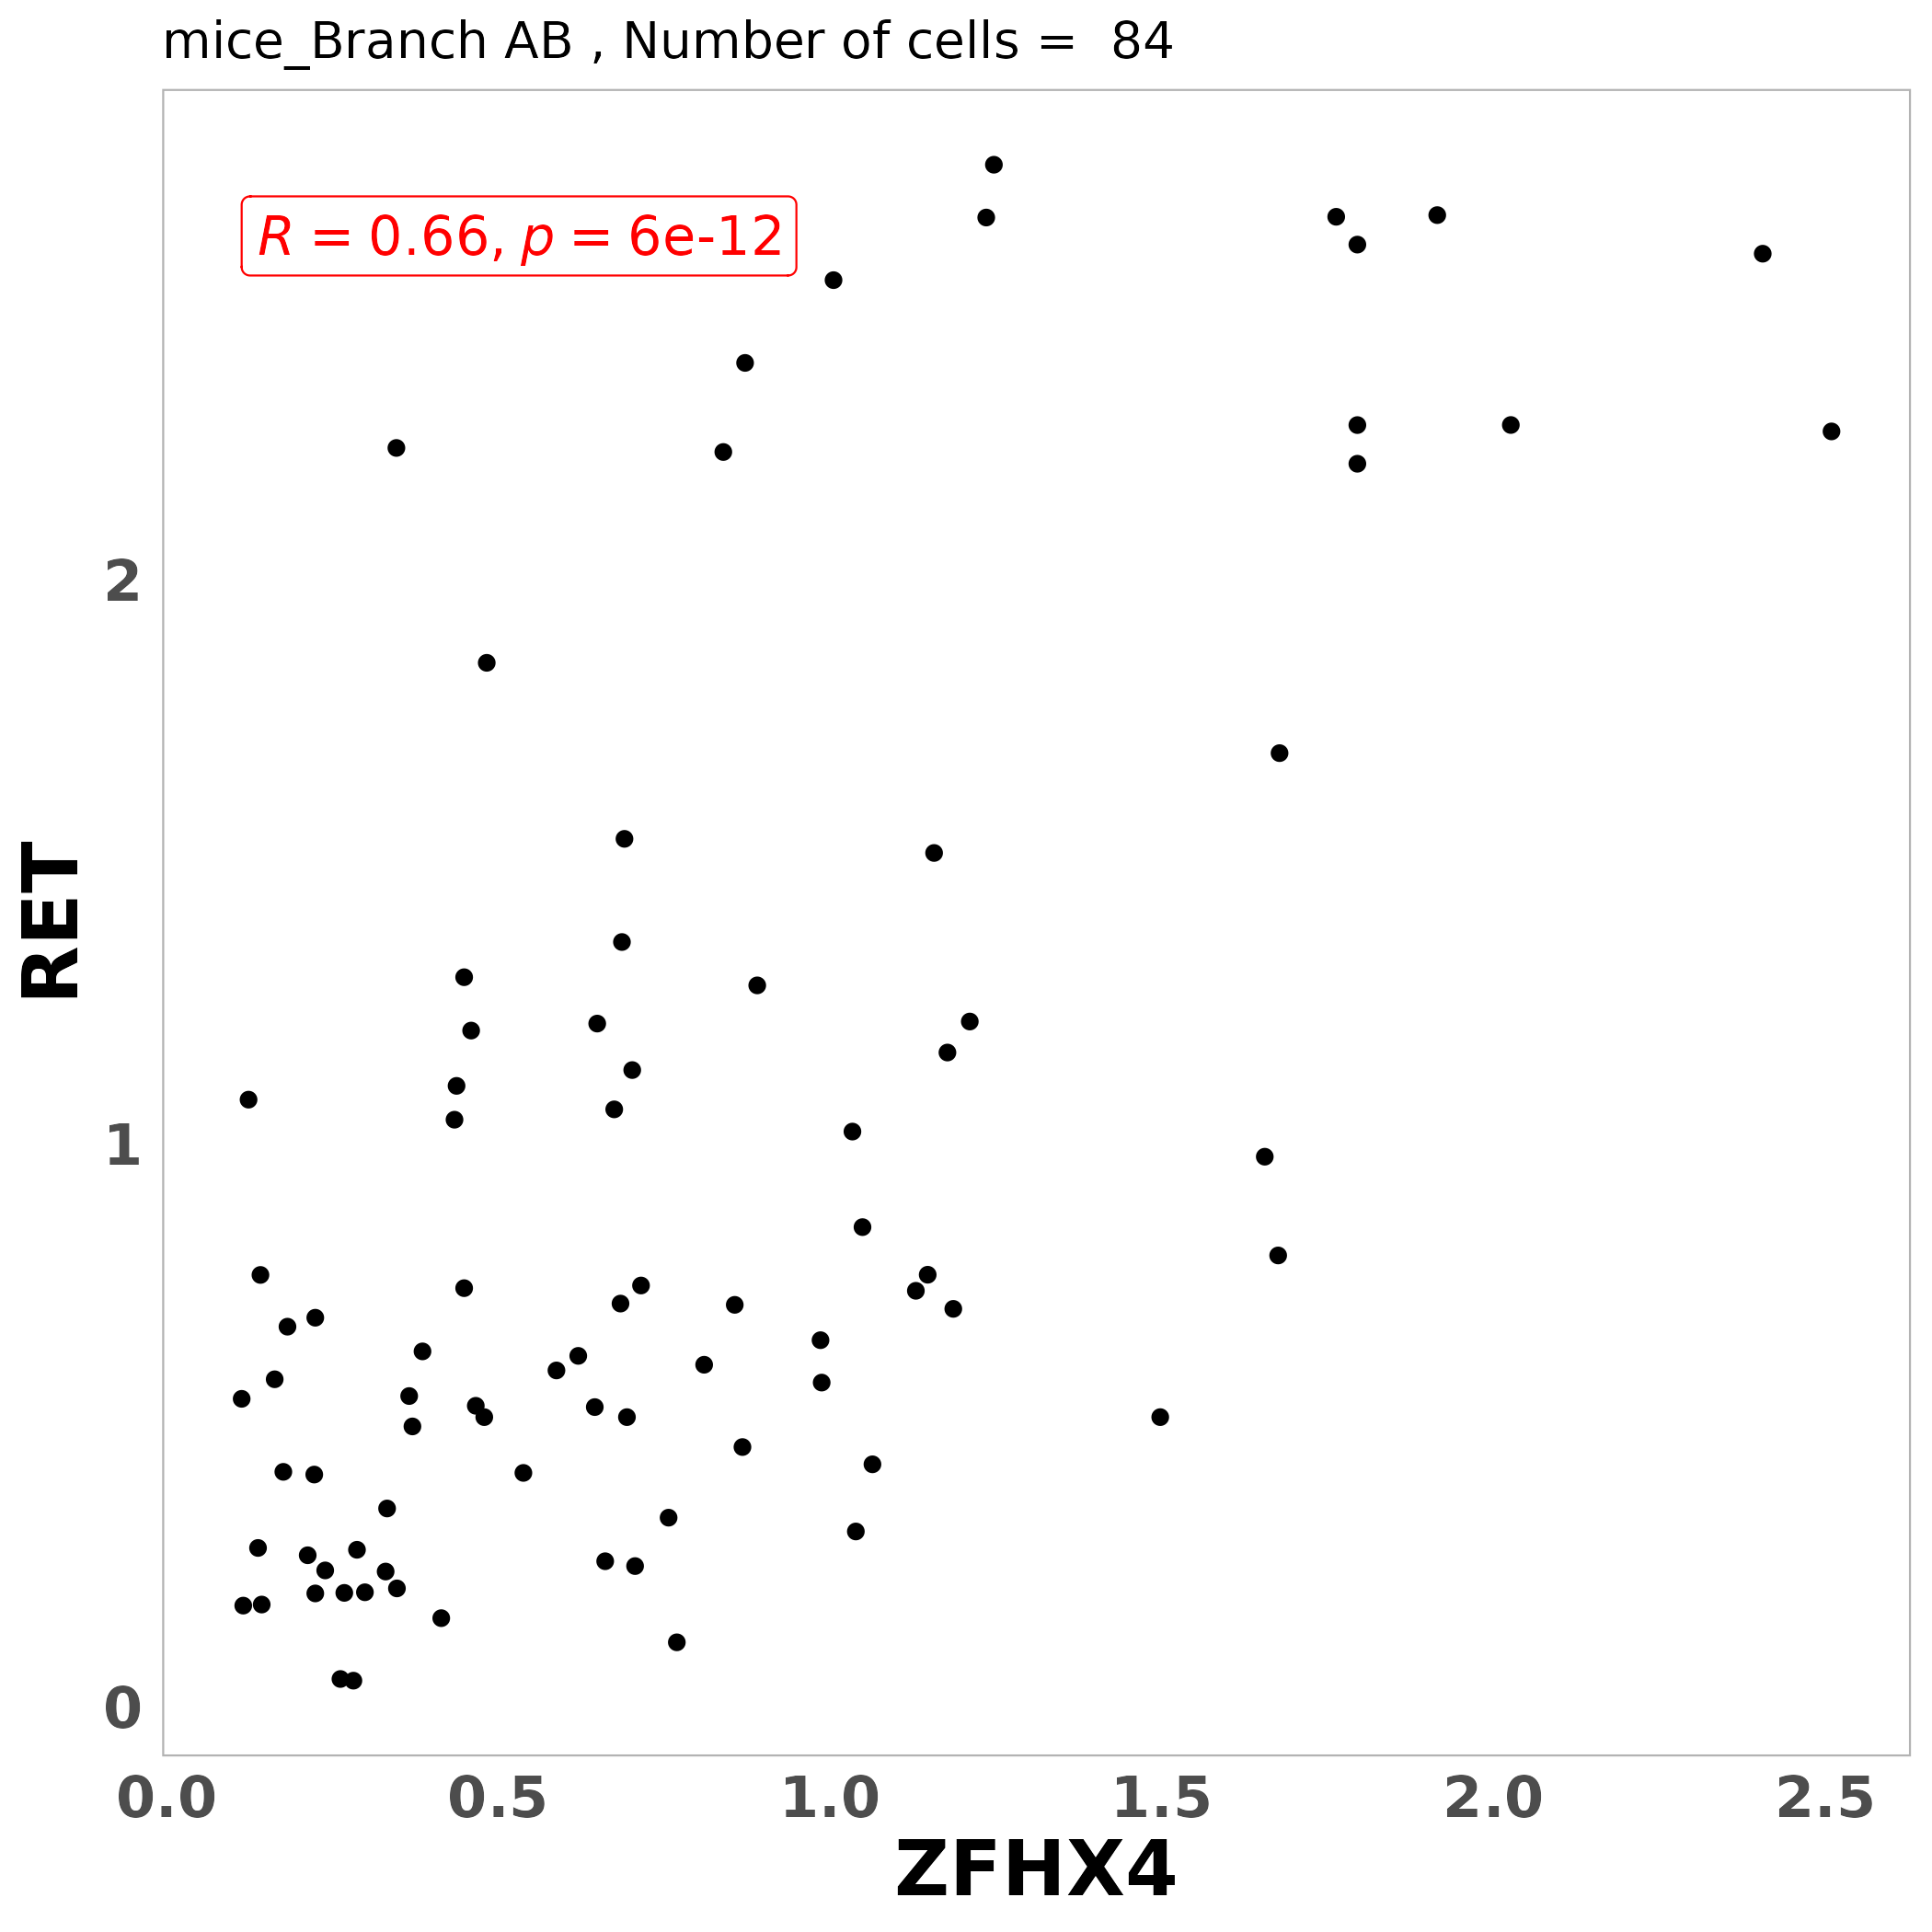 mice_Branch AB , Number of cells =  84
R = 0.66, p = 6e-12
2
1
0
RET
0.0 0.5 1.0 1.5 2.0 2.5
ZFHX4